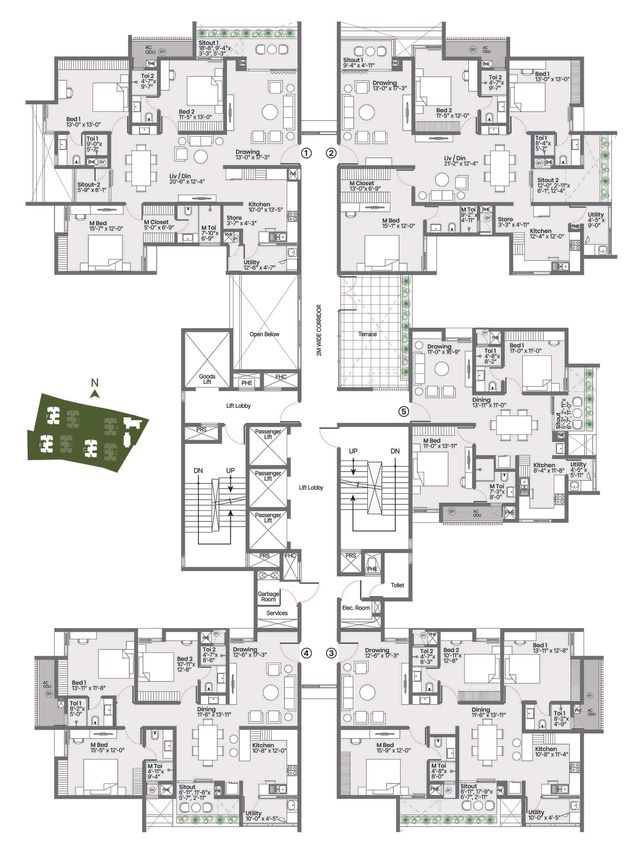 Sitout 1
18'-8", 9'-4"x
3'-3", 5'-3"
AC
ODU
Toi 2
4'-7"x
9'-7"
Bed 2
11'-5" x 13'-0"
Bed 1
13'-0" x 13'-0"
Toi 1
9'-0"x
5'-2"
Drawing
13'-0" x 17'-3"
Liv / Din
20'-0" x 12'-4"
Sitout-2
5'-9" x 6'-1"
M Closet
5'-0" x 6'-9"
M Toi
7'-10"x
6'-9"
M Bed
15'-7" x 12'-0"
Store
3'-7" x 4'-3"
Kitchen
10'-0" x 13'-5"
Utility
12'-6" x 4'-7"
1
2
Sitout 1
9'-4" x 4'-11"
AC
ODU
Drawing
13'-0" x 17'-3"
Toi 2
4'-7"x
9'-7"
Bed 2
11'-5" x 13'-0"
Bed 1
13'-0" x 13'-0"
Toi 1
8'-4"x
5'-2"
Liv / Din
21'-2" x 12'-4"
M Closet
13'-0" x 6'-9"
Sitout 2
12'-0", 2'-11"x
6'-1", 12'-4"
M Bed
15'-1" x 12'-0"
M Toi
9'-2"x
4'-11"
Store
3'-3" x 4'-11"
Kitchen
12'-4" x 12'-0"
Utility
4'-5"x
9'-0"
Open Below
2M WIDE CORRIDOR
Terrace
Goods
Lift
PHE
FHC
Lift Lobby
PRS
Passenger
Lift
Passenger
Lift
Passenger
Lift
Lift Lobby
DN
UP
UP
DN
N
5
Drawing
11'-0" x 16'-9"
Toi 1
4'-8"x
8'-2"
Bed 1
11'-0" x 11'-0"
Dining
13'-11" x 11'-0"
M Bed
11'-0" x 13'-11"
Kitchen
8'-4" x 11'-8"
Utility
4'-5"x
5'-11"
M Toi
7'-3"x
8'-0"
AC
ODU
PHE
PRS
FHC
Garbage
Room
Services
PRS
PHE
Toilet
Elec. Room
4
3
Bed 1
13'-11" x 11'-8"
Bed 2
10'-11"x
12'-8"
Toi 2
4'-7"x
8'-6"
Drawing
12'-6" x 17'-3"
AC
ODU
Toi 1
8'-2"x
5'-0"
Dining
11'-6" x 13'-11"
M Bed
15'-5" x 12'-0"
M Toi
4'-11"x
9'-4"
Kitchen
10'-8" x 12'-0"
Sitout
6'-11", 11'-6"x
5'-7", 2'-11"
Utility
10'-0" x 4'-5"
Drawing
12'-6" x 17'-3"
Toi 2
4'-7"x
8'-3"
Bed 2
10'-11"x
12'-8"
Bed 1
13'-11" x 12'-8"
Toi 1
8'-2"x
4'-9"
AC
ODU
Dining
11'-6" x 13'-11"
M Bed
15'-9" x 12'-0"
M Toi
4'-8"x
8'-0"
Kitchen
10'-8" x 11'-4"
Sitout
6'-11", 17'-9"x
6'-7", 2'-11"
Utility
10'-0" x 4'-5"